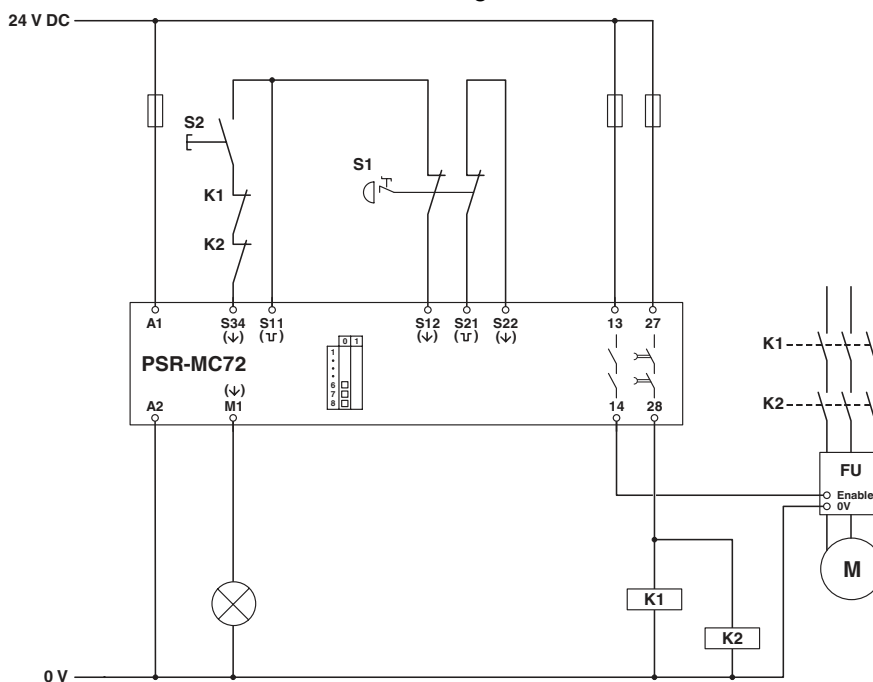 24 V DC
S2
S1
K1
K2
A1 S34 S11 S12 S21 S22 13 27
(↓) (↓) (↓)
0 1
PSR-MC72
1
6
7
8
(↓)
A2 M1 14 28
K1
K2
FU
Enable
0V
M
K1
K2
0 V